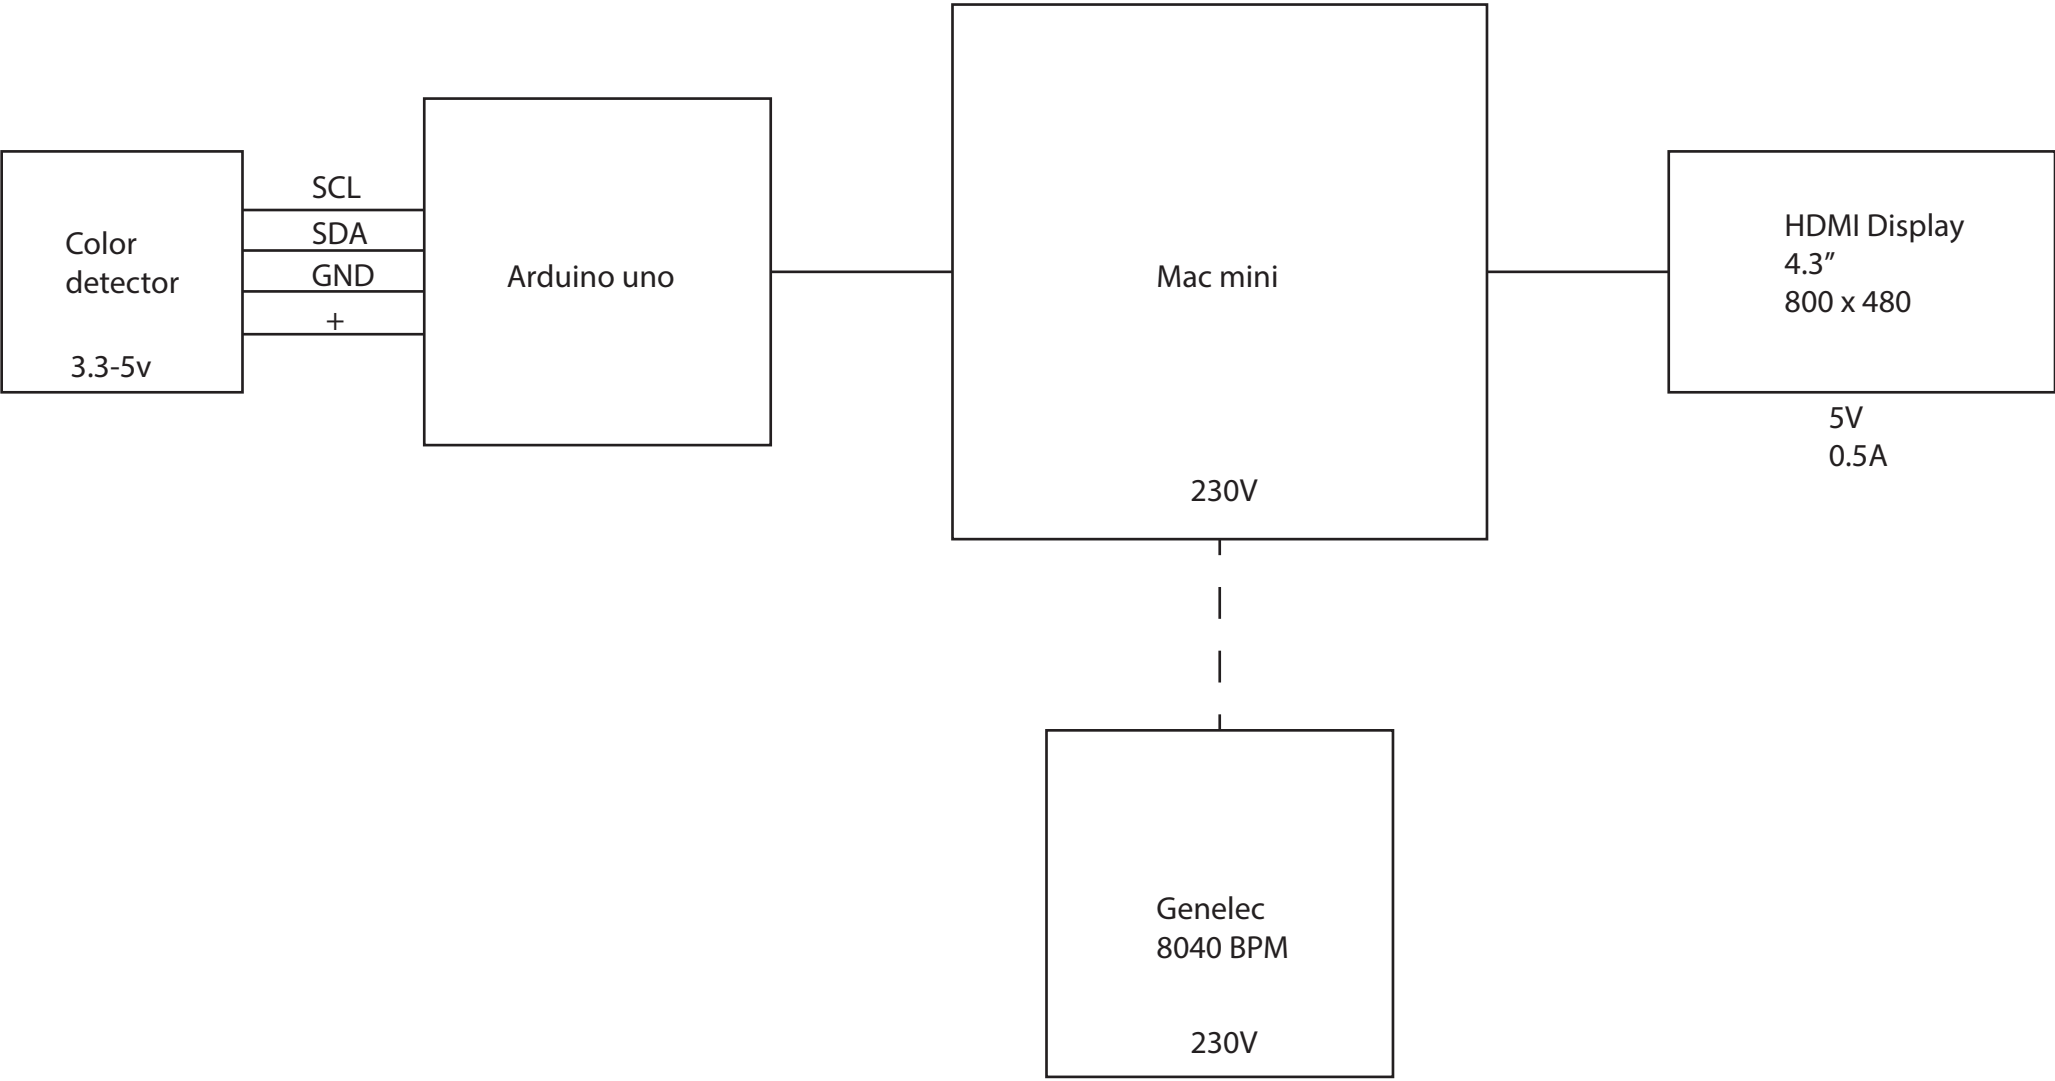 Color
detector
3.3-5v
SCL
SDA
GND
+
Arduino uno
Mac mini
230V
HDMI Display
4.3”
800 x 480
5V
0.5A
Genelec
8040 BPM
230V